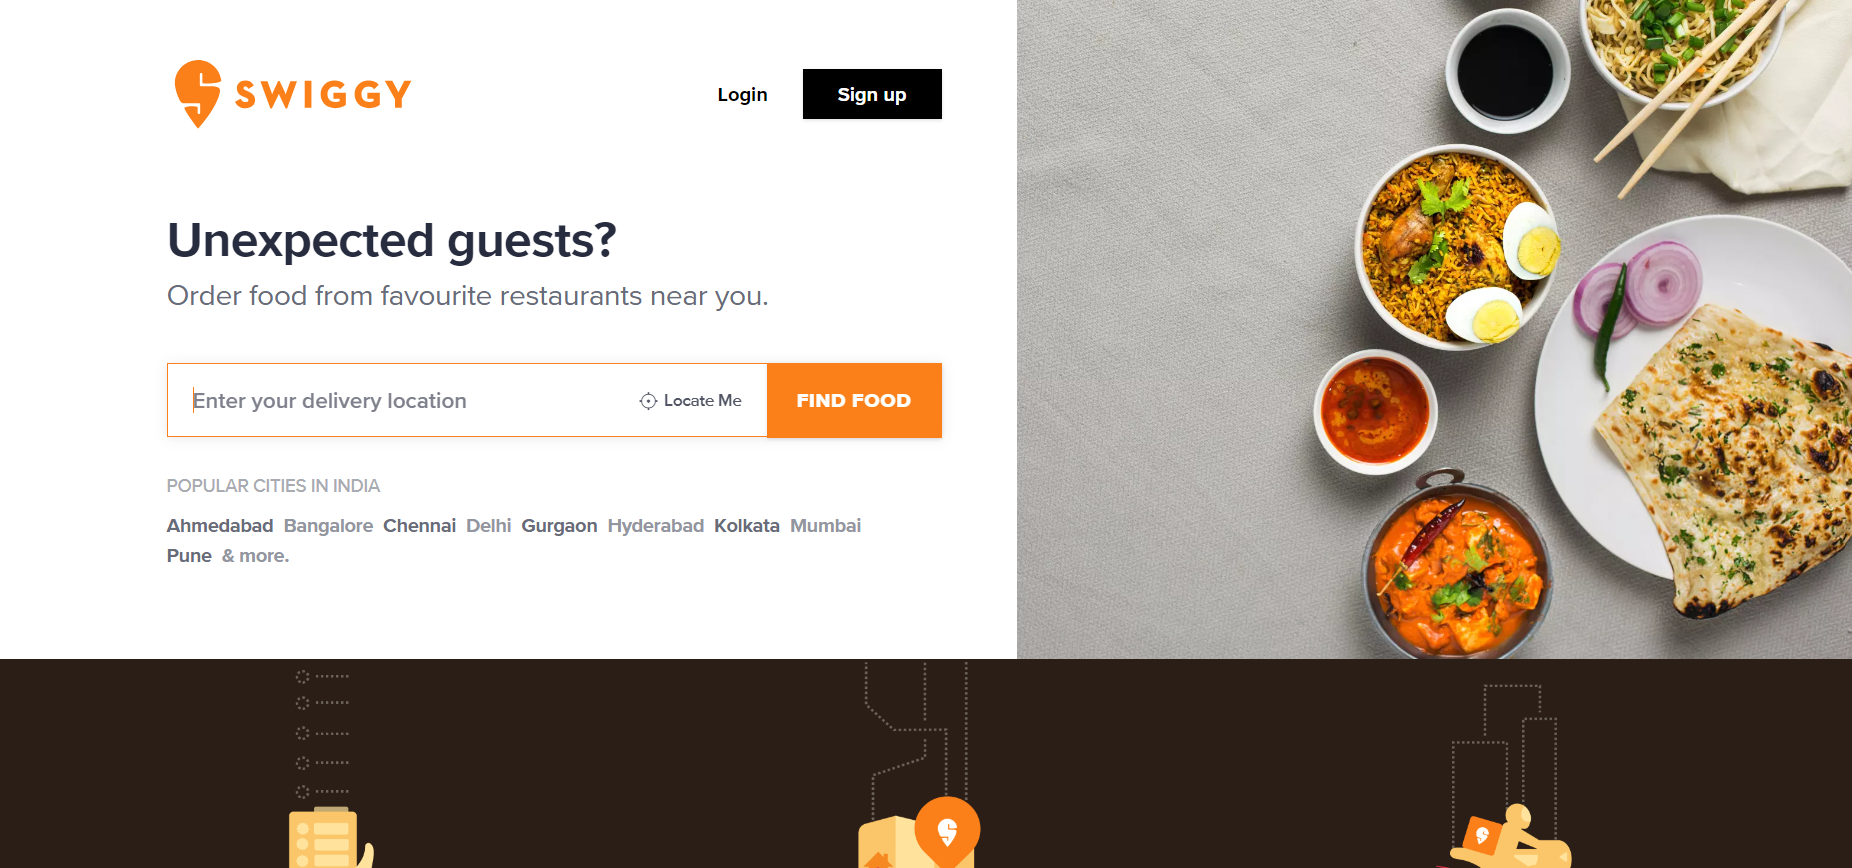 SWIGGY
Login
Sign up
Unexpected guests?
Order food from favourite restaurants near you.
Enter your delivery location
Locate Me
FIND FOOD
POPULAR CITIES IN INDIA
Ahmedabad Bangalore Chennai Delhi Gurgaon Hyderabad Kolkata Mumbai
Pune & more.